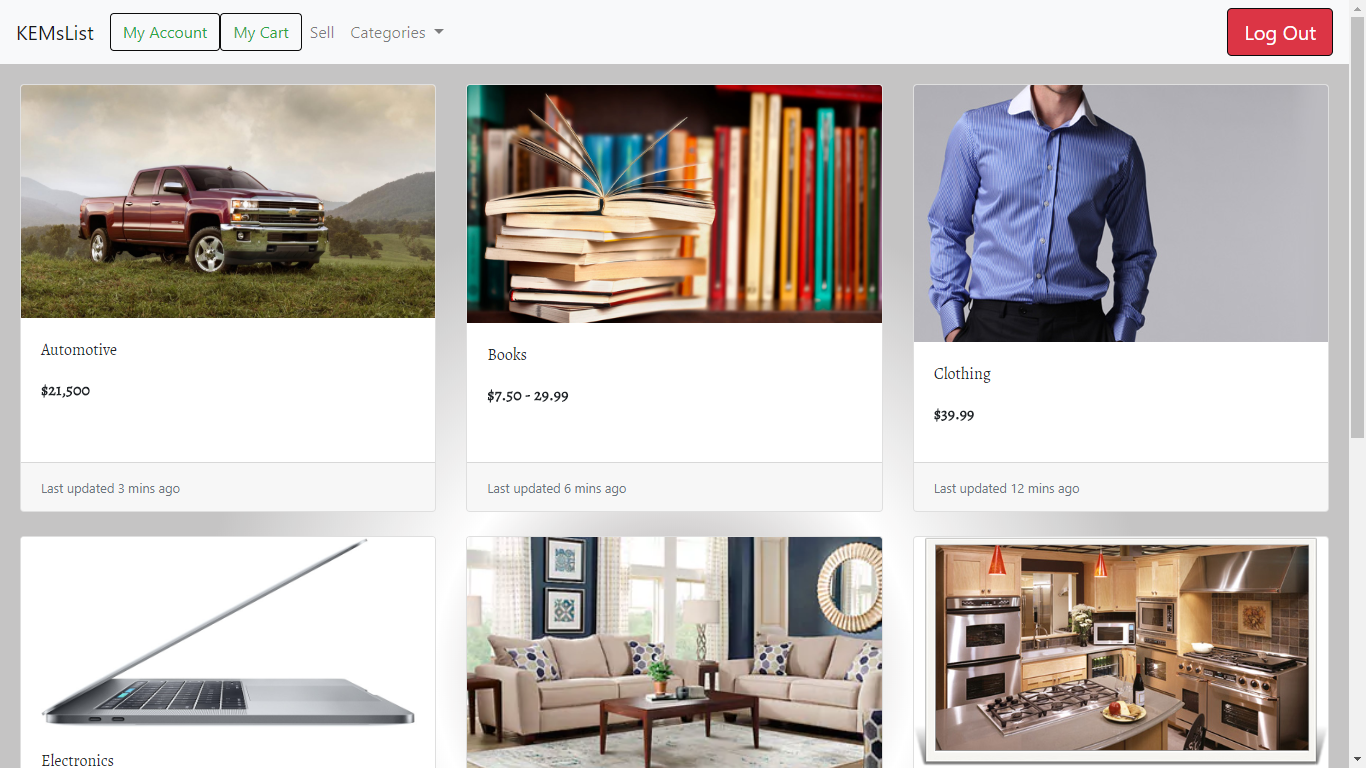 KEMsList My Account My Cart Sell Categories Log Out
Automotive
$21,500
Last updated 3 mins ago
Books
$7.50 - 29.99
Last updated 6 mins ago
Clothing
$39.99
Last updated 12 mins ago
Electronics